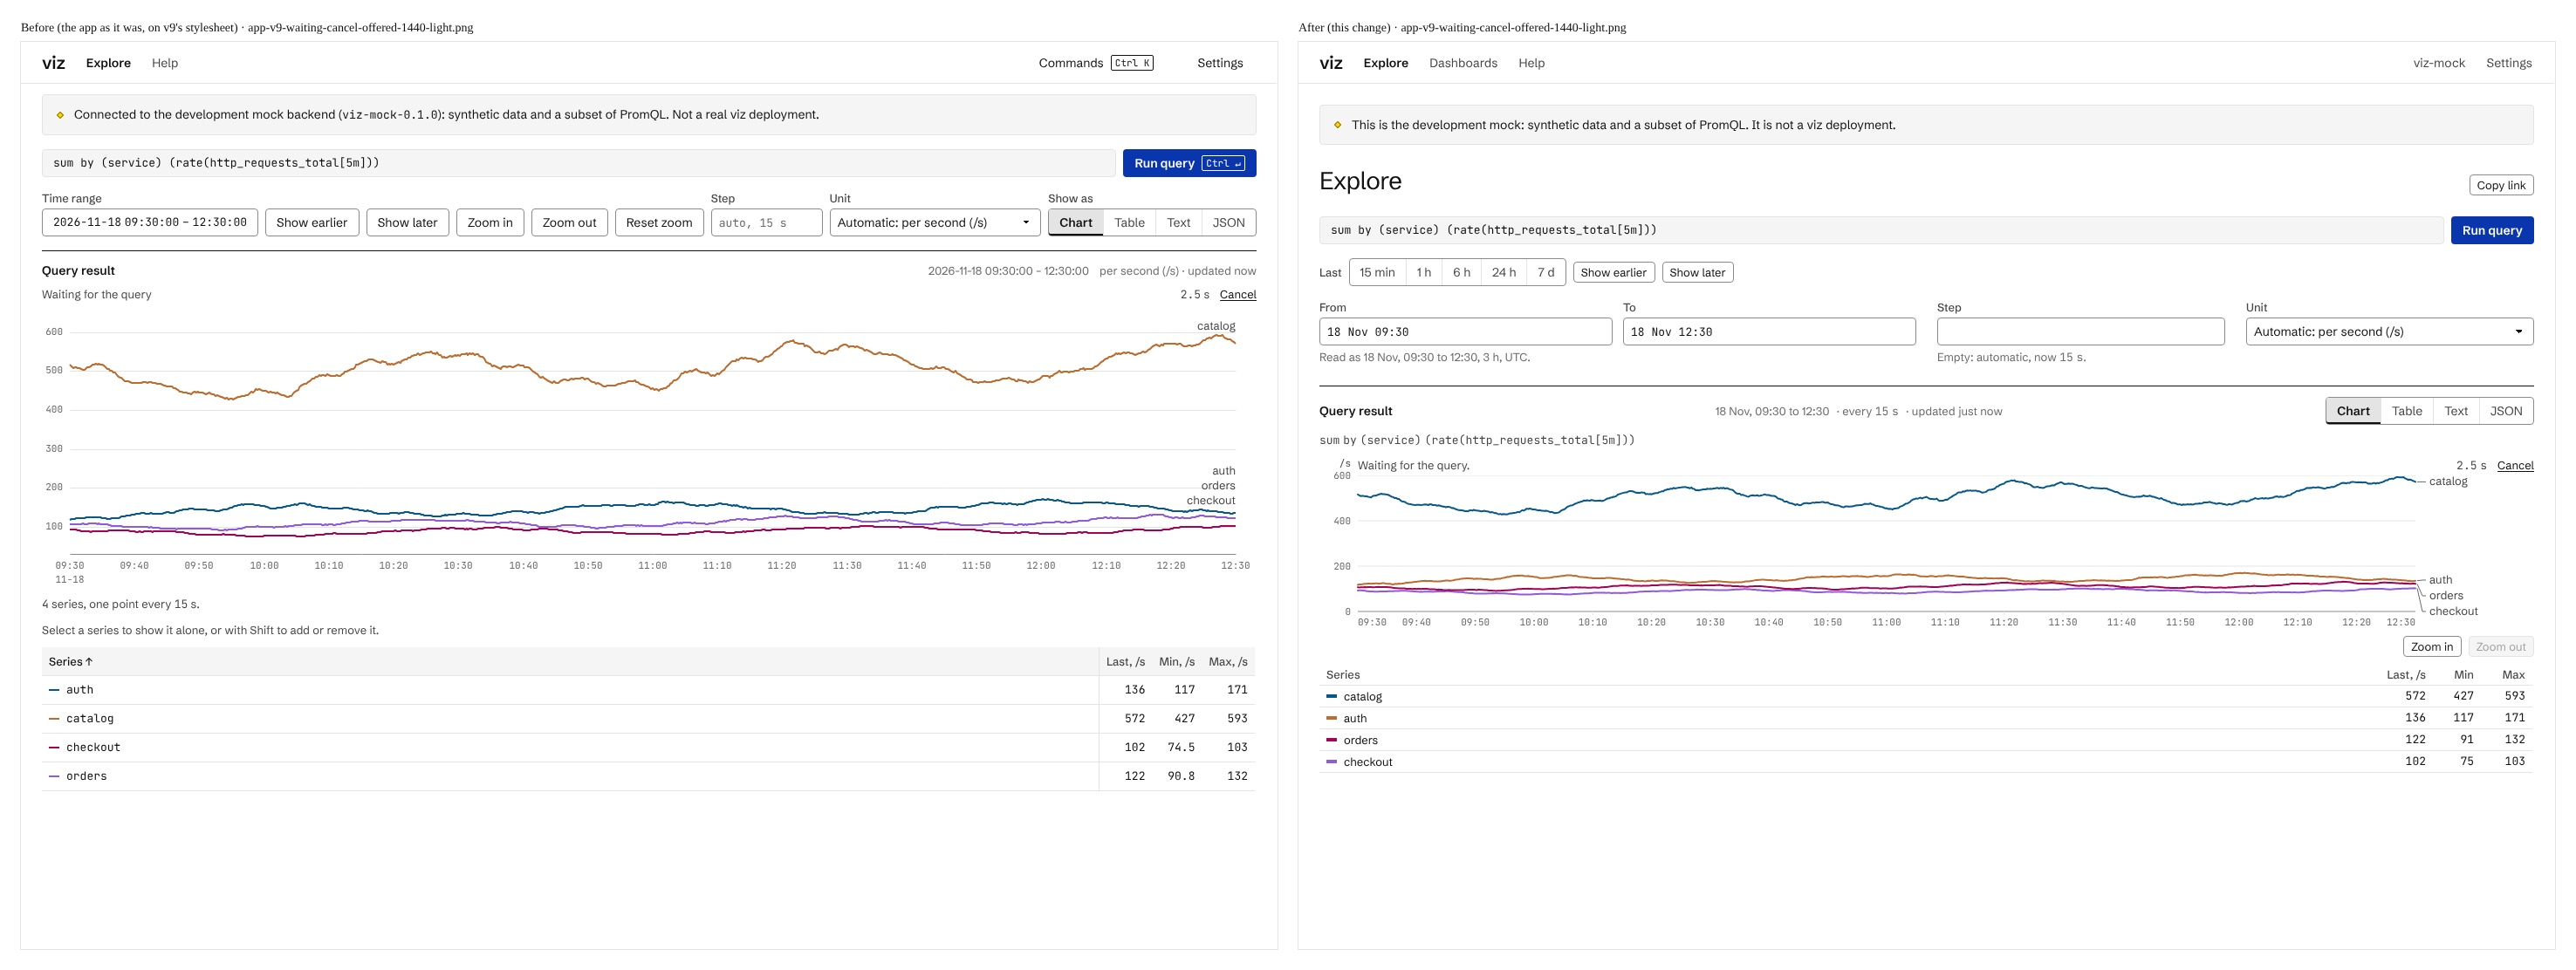 Before (the app as it was, on v9's stylesheet) · app-v9-waiting-cancel-offered-1440-light.png
viz Explore Help Commands Ctrl K Settings
Connected to the development mock backend (viz-mock-0.1.0): synthetic data and a subset of PromQL. Not a real viz deployment.
sum by (service) (rate(http_requests_total[5m])) Run query Ctrl ↵
Time range Step Unit Show as
2026-11-18 09:30:00 – 12:30:00 Show earlier Show later Zoom in Zoom out Reset zoom auto, 15 s Automatic: per second (/s) Chart Table Text JSON
Query result 2026-11-18 09:30:00 – 12:30:00 per second (/s) · updated now
Waiting for the query 2.5 s Cancel
catalog
600
500
400
300
auth
200 orders
checkout
100
09:30 09:40 09:50 10:00 10:10 10:20 10:30 10:40 10:50 11:00 11:10 11:20 11:30 11:40 11:50 12:00 12:10 12:20 12:30
11-18
4 series, one point every 15 s.
Select a series to show it alone, or with Shift to add or remove it.
Series ↑ Last, /s Min, /s Max, /s
auth 136 117 171
catalog 572 427 593
checkout 102 74.5 103
orders 122 90.8 132
After (this change) · app-v9-waiting-cancel-offered-1440-light.png
viz Explore Dashboards Help viz-mock Settings
This is the development mock: synthetic data and a subset of PromQL. It is not a viz deployment.
Explore Copy link
sum by (service) (rate(http_requests_total[5m])) Run query
Last 15 min 1 h 6 h 24 h 7 d Show earlier Show later
From To Step Unit
18 Nov 09:30 18 Nov 12:30 Automatic: per second (/s)
Read as 18 Nov, 09:30 to 12:30, 3 h, UTC. Empty: automatic, now 15 s.
Query result 18 Nov, 09:30 to 12:30 · every 15 s · updated just now Chart Table Text JSON
sum by (service) (rate(http_requests_total[5m]))
/s Waiting for the query. 2.5 s Cancel
600
catalog
400
200
auth
orders
0 checkout
09:30 09:40 09:50 10:00 10:10 10:20 10:30 10:40 10:50 11:00 11:10 11:20 11:30 11:40 11:50 12:00 12:10 12:20 12:30
Zoom in Zoom out
Series Last, /s Min Max
catalog 572 427 593
auth 136 117 171
orders 122 91 132
checkout 102 75 103